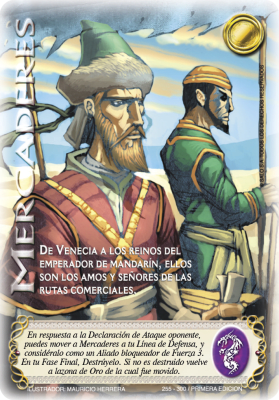 MERCADERES
DE VENECIA A LOS REINOS DEL
EMPERADOR DE MANDARÍN, ELLOS
SON LOS AMOS Y SEÑORES DE LAS
RUTAS COMERCIALES.
En respuesta a la Declaración de Ataque oponente,
puedes mover a Mercaderes a tu Línea de Defensa, y
considéralo como un Aliado bloqueador de Fuerza 3.
En tu Fase Final, Destrúyelo. Si no es destruido vuelve
a lazona de Oro de la cual fue movido.
ILUSTRADOR: MAURICIO HERRERA
PRIMERA EDICION